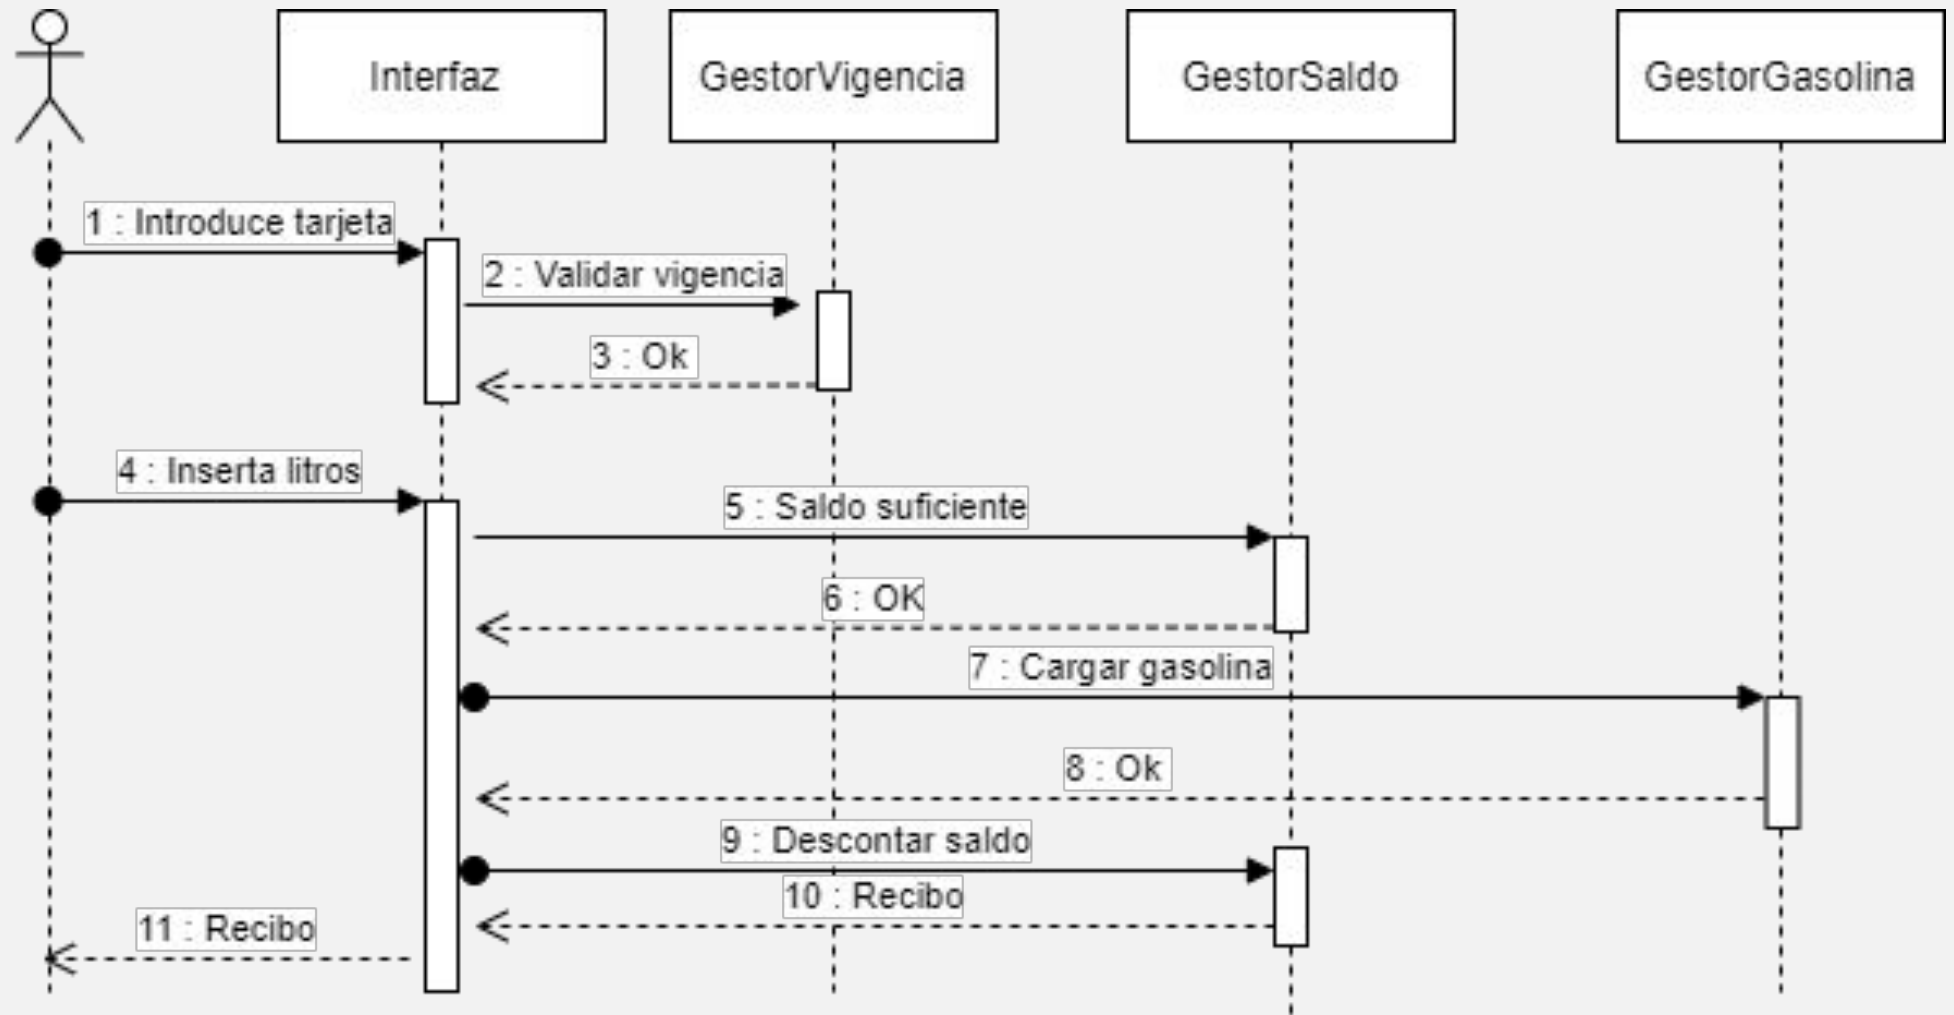 Interfaz
GestorVigencia
GestorSaldo
GestorGasolina
1 : Introduce tarjeta
2 : Validar vigencia
3 : Ok
4 : Inserta litros
5 : Saldo suficiente
6 : OK
7 : Cargar gasolina
8 : Ok
9 : Descontar saldo
10 : Recibo
11 : Recibo